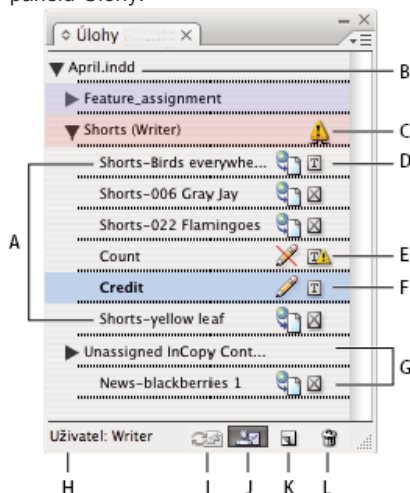 panelu Úlohy.
Úlohy
April.indd
B
Feature_assignment
Shorts (Writer)
C
Shorts-Birds everywhe...
D
Shorts-006 Gray Jay
Shorts-022 Flamingoes
A
Count
E
Credit
F
Shorts-yellow leaf
Unassigned InCopy Cont...
G
News-blackberries 1
Uživatel: Writer
H I J K L